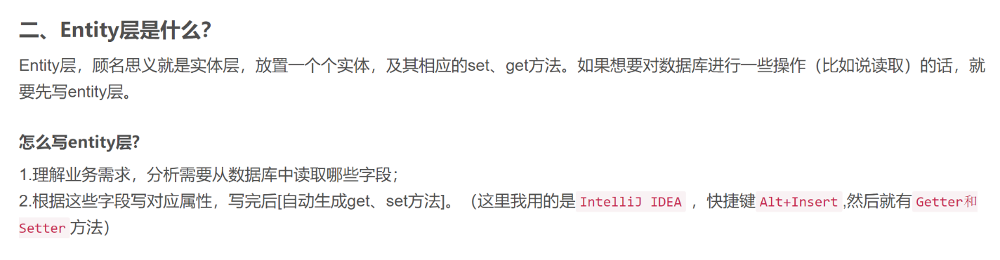 二、Entity层是什么？
Entity层，顾名思义就是实体层，放置一个个实体，及其相应的set、get方法。如果想要对数据库进行一些操作（比如说读取）的话，就
要先写entity层。
怎么写entity层？
1.理解业务需求，分析需要从数据库中读取哪些字段；
2.根据这些字段写对应属性，写完后[自动生成get、set方法]。（这里我用的是 IntelliJ IDEA ，快捷键 Alt+Insert ,然后就有 Getter和
Setter 方法）